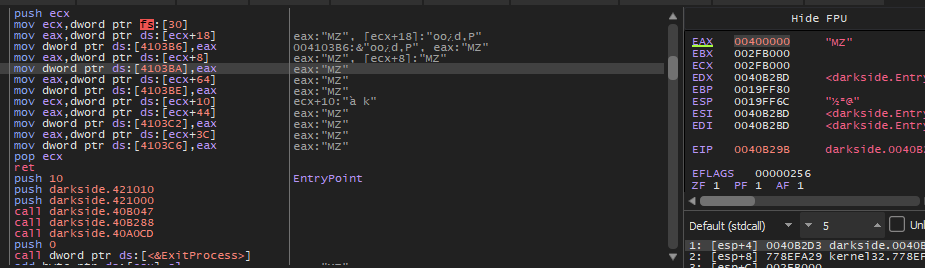 push ecx
mov ecx,dword ptr fs:[30]
mov eax,dword ptr ds:[ecx+18] eax:"MZ", [ecx+18]:"oo¿d,P"
mov dword ptr ds:[4103B6],eax 004103B6:&"oo¿d,P", eax:"MZ"
mov eax,dword ptr ds:[ecx+8] eax:"MZ", [ecx+8]:"MZ"
mov dword ptr ds:[4103BA],eax eax:"MZ"
mov eax,dword ptr ds:[ecx+64] eax:"MZ"
mov dword ptr ds:[4103BE],eax eax:"MZ"
mov ecx,dword ptr ds:[ecx+10] ecx+10:"à k"
mov eax,dword ptr ds:[ecx+44] eax:"MZ"
mov dword ptr ds:[4103C2],eax eax:"MZ"
mov eax,dword ptr ds:[ecx+3C] eax:"MZ"
mov dword ptr ds:[4103C6],eax eax:"MZ"
pop ecx
ret
push 10 EntryPoint
push darkside.421010
push darkside.421000
call darkside.40B047
call darkside.40B288
call darkside.40A0CD
push 0
call dword ptr ds:[<&ExitProcess>]
Hide FPU
EAX 00400000 "MZ"
EBX 002FB000
ECX 002FB000
EDX 0040B2BD <darkside.Entry
EBP 0019FF80
ESP 0019FF6C
ESI 0040B2BD <darkside.Entry
EDI 0040B2BD <darkside.Entry
EIP 0040B29B darkside.0040B2
EFLAGS 00000256
ZF 1 PF 1 AF 1
Default (stdcall) 5 Unl
1: [esp+4] 0040B2D3 darkside.0040B
2: [esp+8] 778EFA29 kernel32.778EF